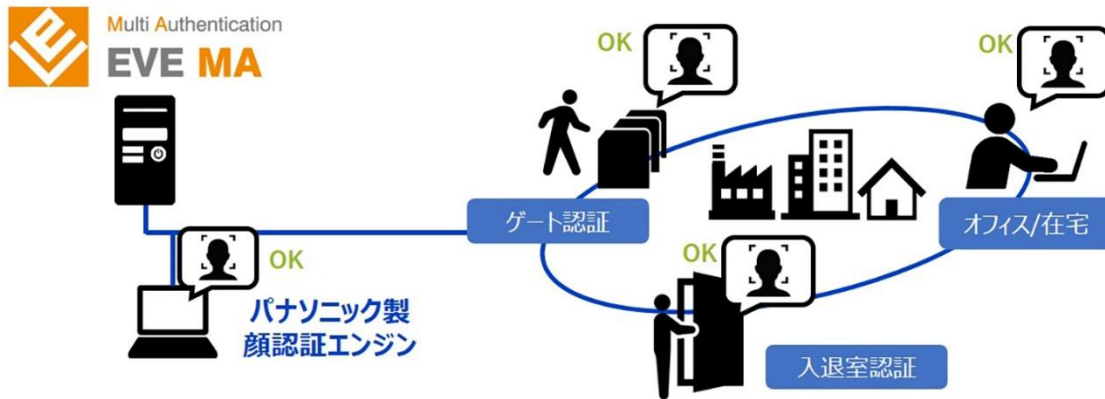 Multi Authentication
EVE MA
OK
OK
ゲート認証
オフィス/在宅
OK
OK
パナソニック製
顔認証エンジン
入退室認証